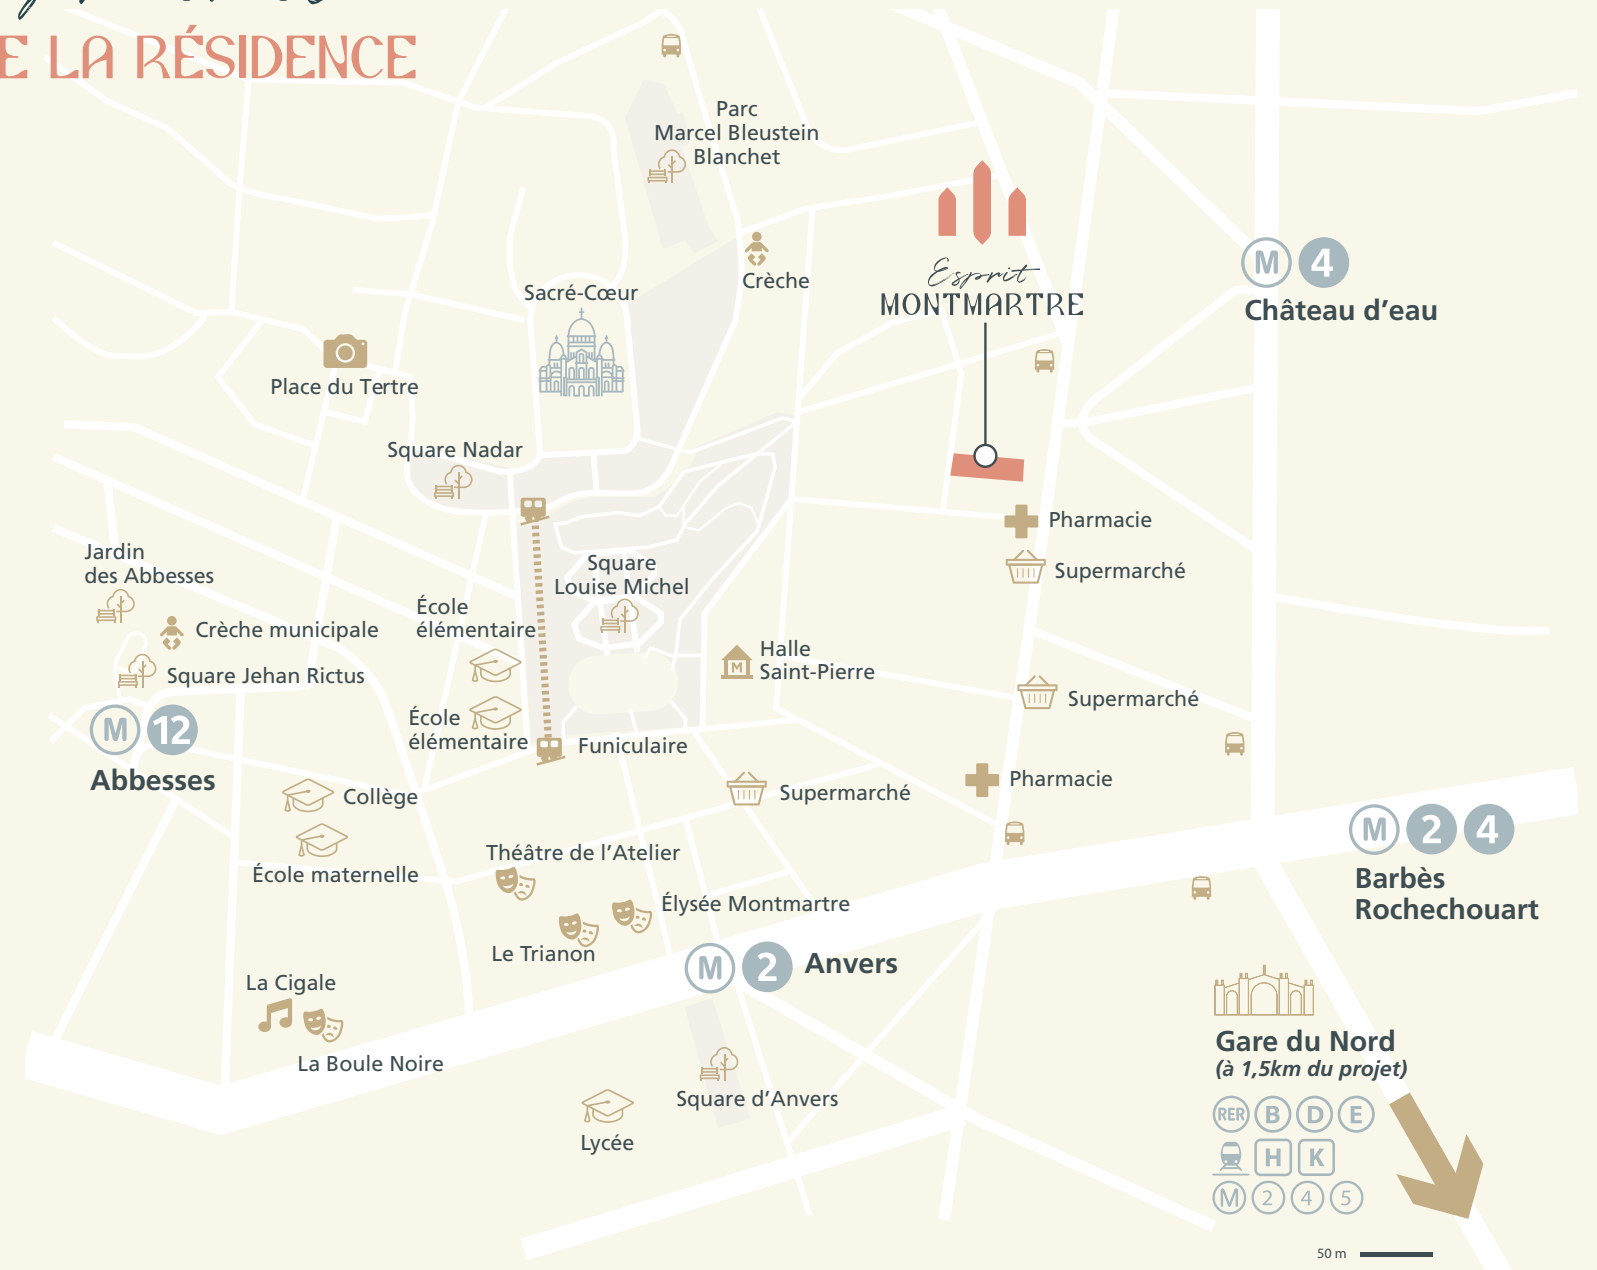 E LA RÉSIDENCE
Parc
Marcel Bleustein
Blanchet
Crèche
Sacré-Cœur
Esprit
MONTMARTRE
M 4
Château d'eau
Place du Tertre
Square Nadar
Pharmacie
Supermarché
Jardin
des Abbesses
Crèche municipale
Square Jehan Rictus
École
élémentaire
Square
Louise Michel
Halle
Saint-Pierre
M
Supermarché
M 12
Abbesses
École
élémentaire
Funiculaire
Collège
École maternelle
Supermarché
Pharmacie
Théâtre de l'Atelier
Élysée Montmartre
Le Trianon
M 2 Anvers
M 2 4
Barbès
Rochechouart
La Cigale
La Boule Noire
Square d'Anvers
Lycée
Gare du Nord
(à 1,5km du projet)
RER B D E
H K
M 2 4 5
50 m